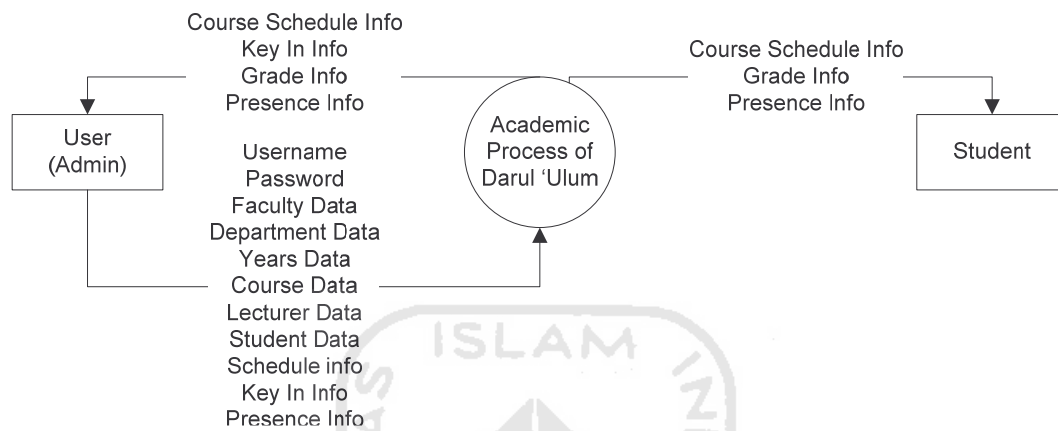 Course Schedule Info
Key In Info
Grade Info
Presence Info
User
(Admin)
Username
Password
Faculty Data
Department Data
Years Data
Course Data
Lecturer Data
Student Data
Schedule info
Key In Info
Presence Info
Academic
Process of
Darul ‘Ulum
Course Schedule Info
Grade Info
Presence Info
Student
ISLAM